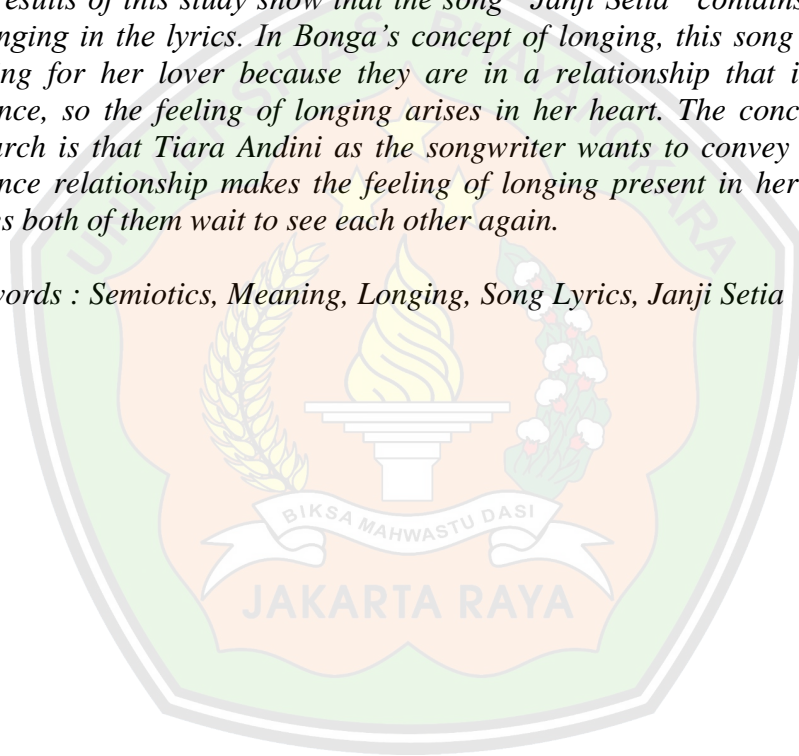 results of this study show that the song "Janji Setia" contains
nging in the lyrics. In Bonga's concept of longing, this song
ng for her lover because they are in a relationship that i
nce, so the feeling of longing arises in her heart. The conc
rch is that Tiara Andini as the songwriter wants to convey
nce relationship makes the feeling of longing present in her
s both of them wait to see each other again.
words : Semiotics, Meaning, Longing, Song Lyrics, Janji Setia
UNIVERSITAS BHAYANGKARA
BIKSA MAHWASTU DASI
JAKARTA RAYA